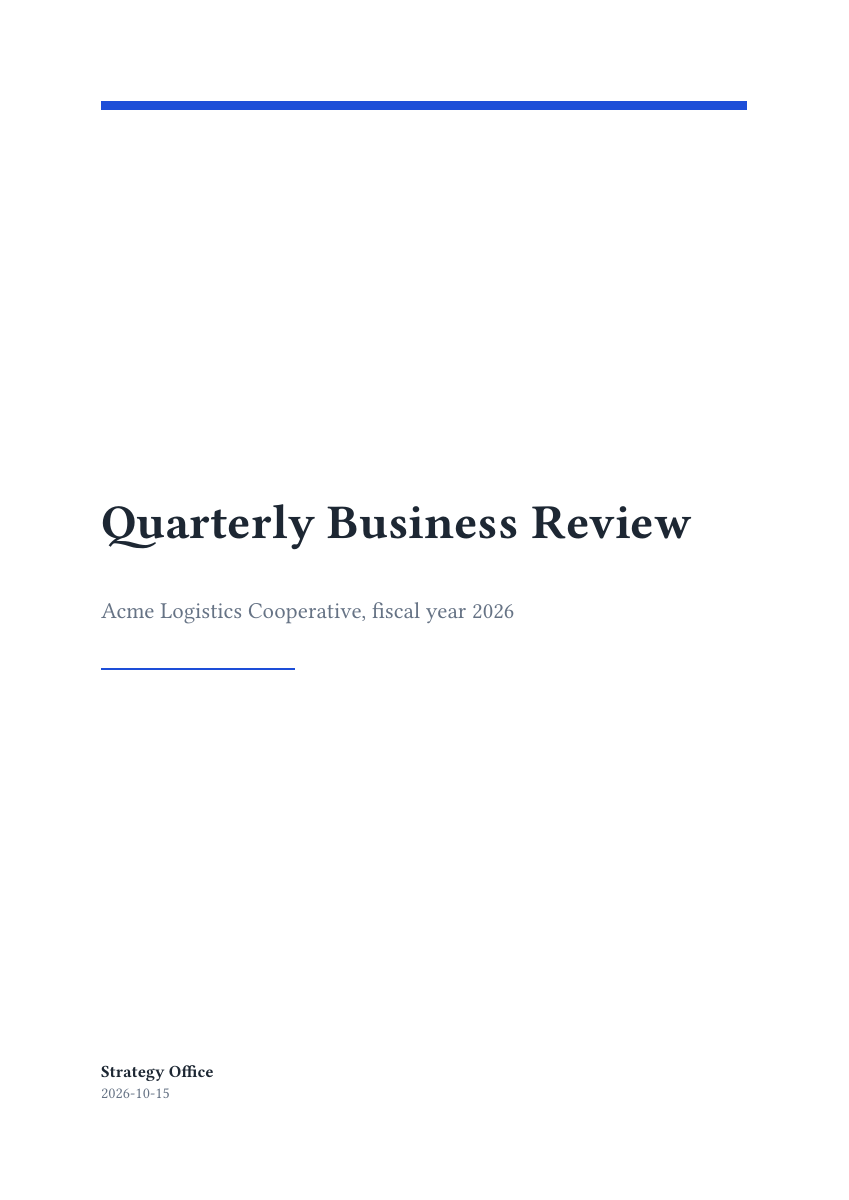 Quarterly Business Review
Acme Logistics Cooperative, fiscal year 2026
Strategy Office
2026-10-15